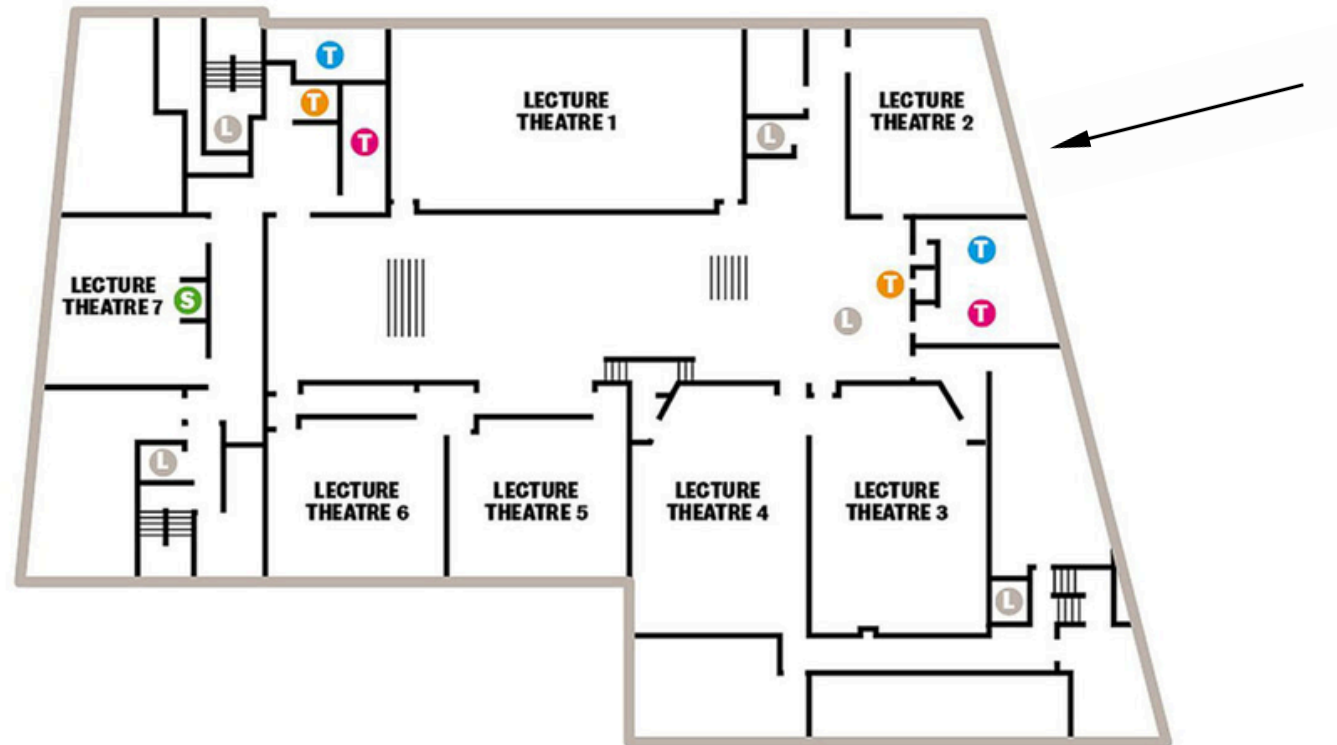 T
LECTURE
THEATRE 1
LECTURE
THEATRE 2
T
L
L
T
T
LECTURE
THEATRE 7
S
T
L
T
L
LECTURE
THEATRE 6
LECTURE
THEATRE 5
LECTURE
THEATRE 4
LECTURE
THEATRE 3
L